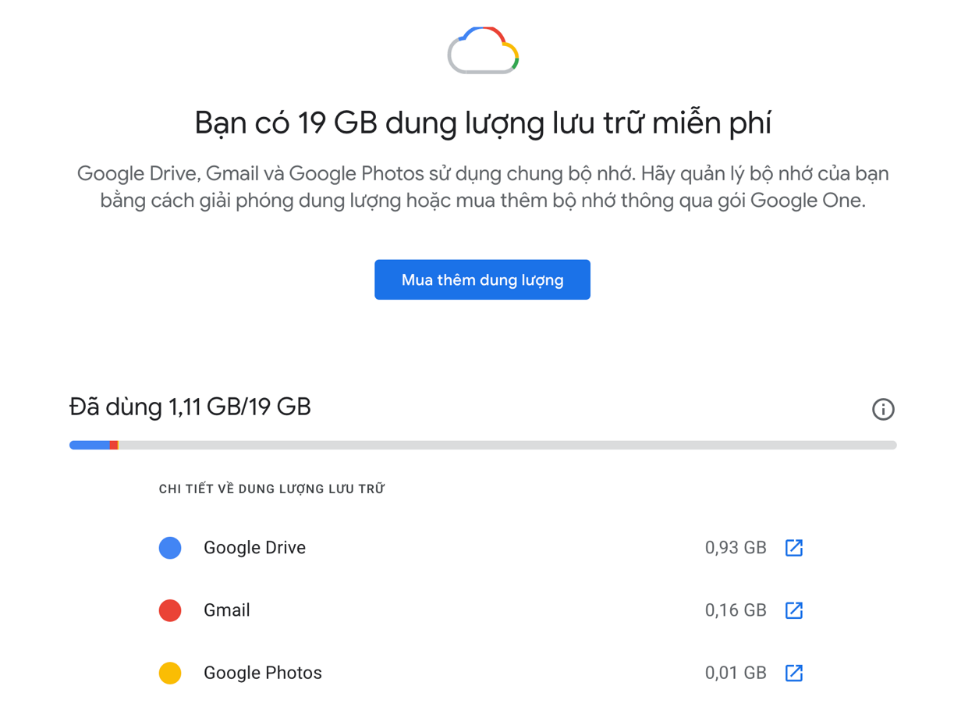 Bạn có 19 GB dung lượng lưu trữ miễn phí
Google Drive, Gmail và Google Photos sử dụng chung bộ nhớ. Hãy quản lý bộ nhớ của bạn
bằng cách giải phóng dung lượng hoặc mua thêm bộ nhớ thông qua gói Google One.
Mua thêm dung lượng
Đã dùng 1,11 GB/19 GB
CHI TIẾT VỀ DUNG LƯỢNG LƯU TRỮ
Google Drive 0,93 GB
Gmail 0,16 GB
Google Photos 0,01 GB